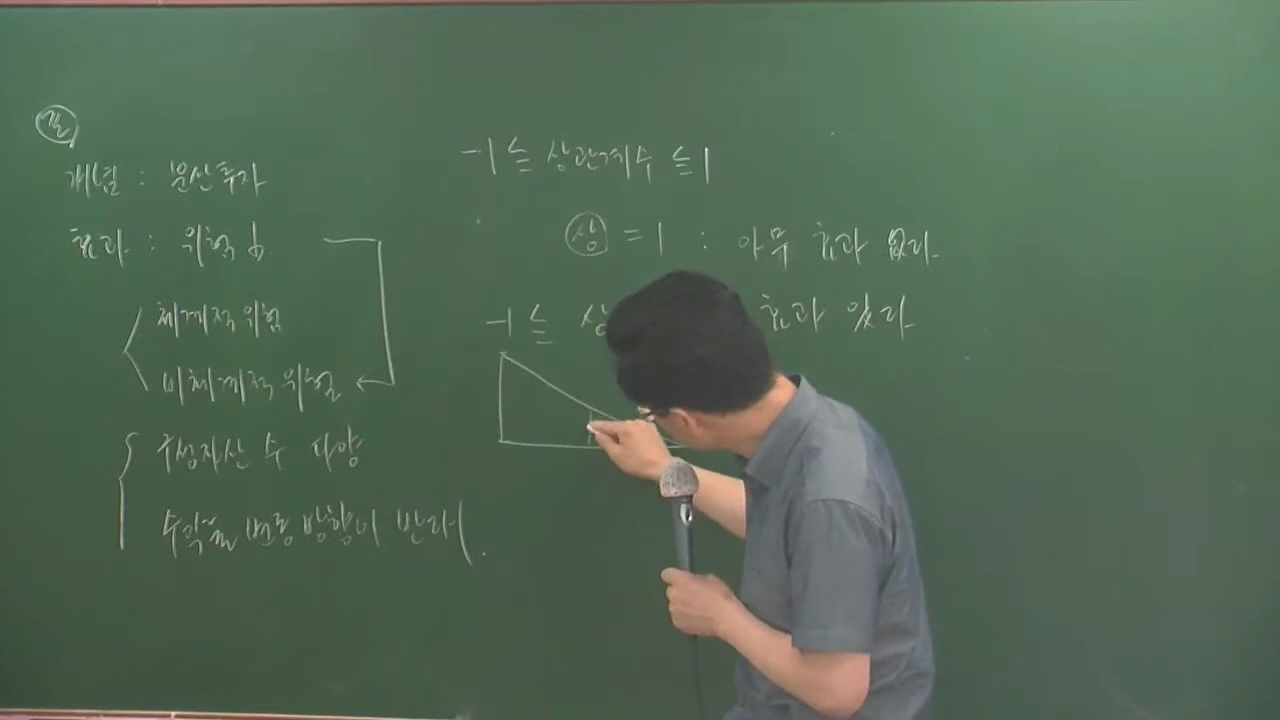 포
개념 : 분산투자
효과 : 위험 ↓
체계적 위험
비체계적 위험
구성자산 수 다양
수익률 변동 방향이 반대
-1 ≦ 상관계수 ≦ 1
상 = 1 : 아무 효과 없다.
-1 ≦ 상 효과 있다.